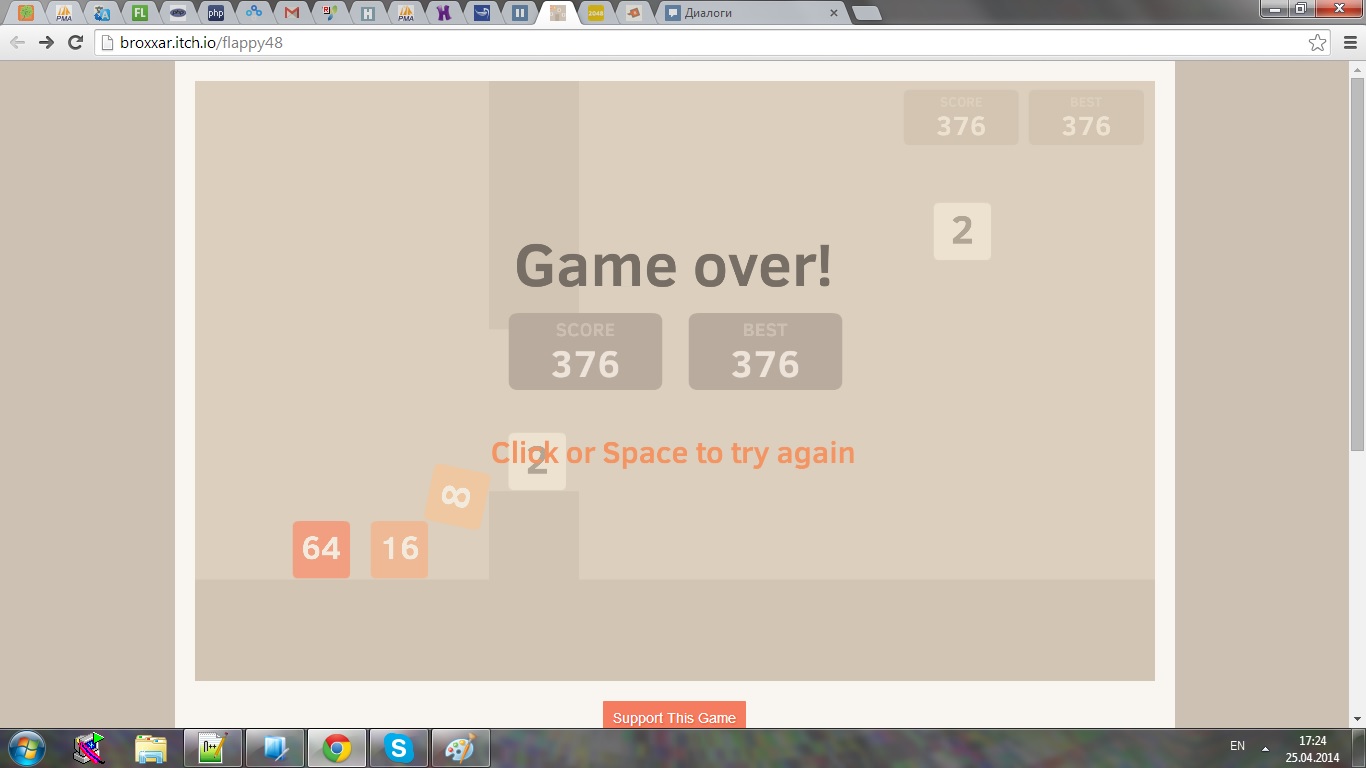 PMA
FL
php
H
PMA
2048
Диалоги
broxxar.itch.io/flappy48
SCORE
376
BEST
376
2
Game over!
SCORE
376
BEST
376
Click or Space to try again
2
8
64
16
Support This Game
EN
17:24
25.04.2014